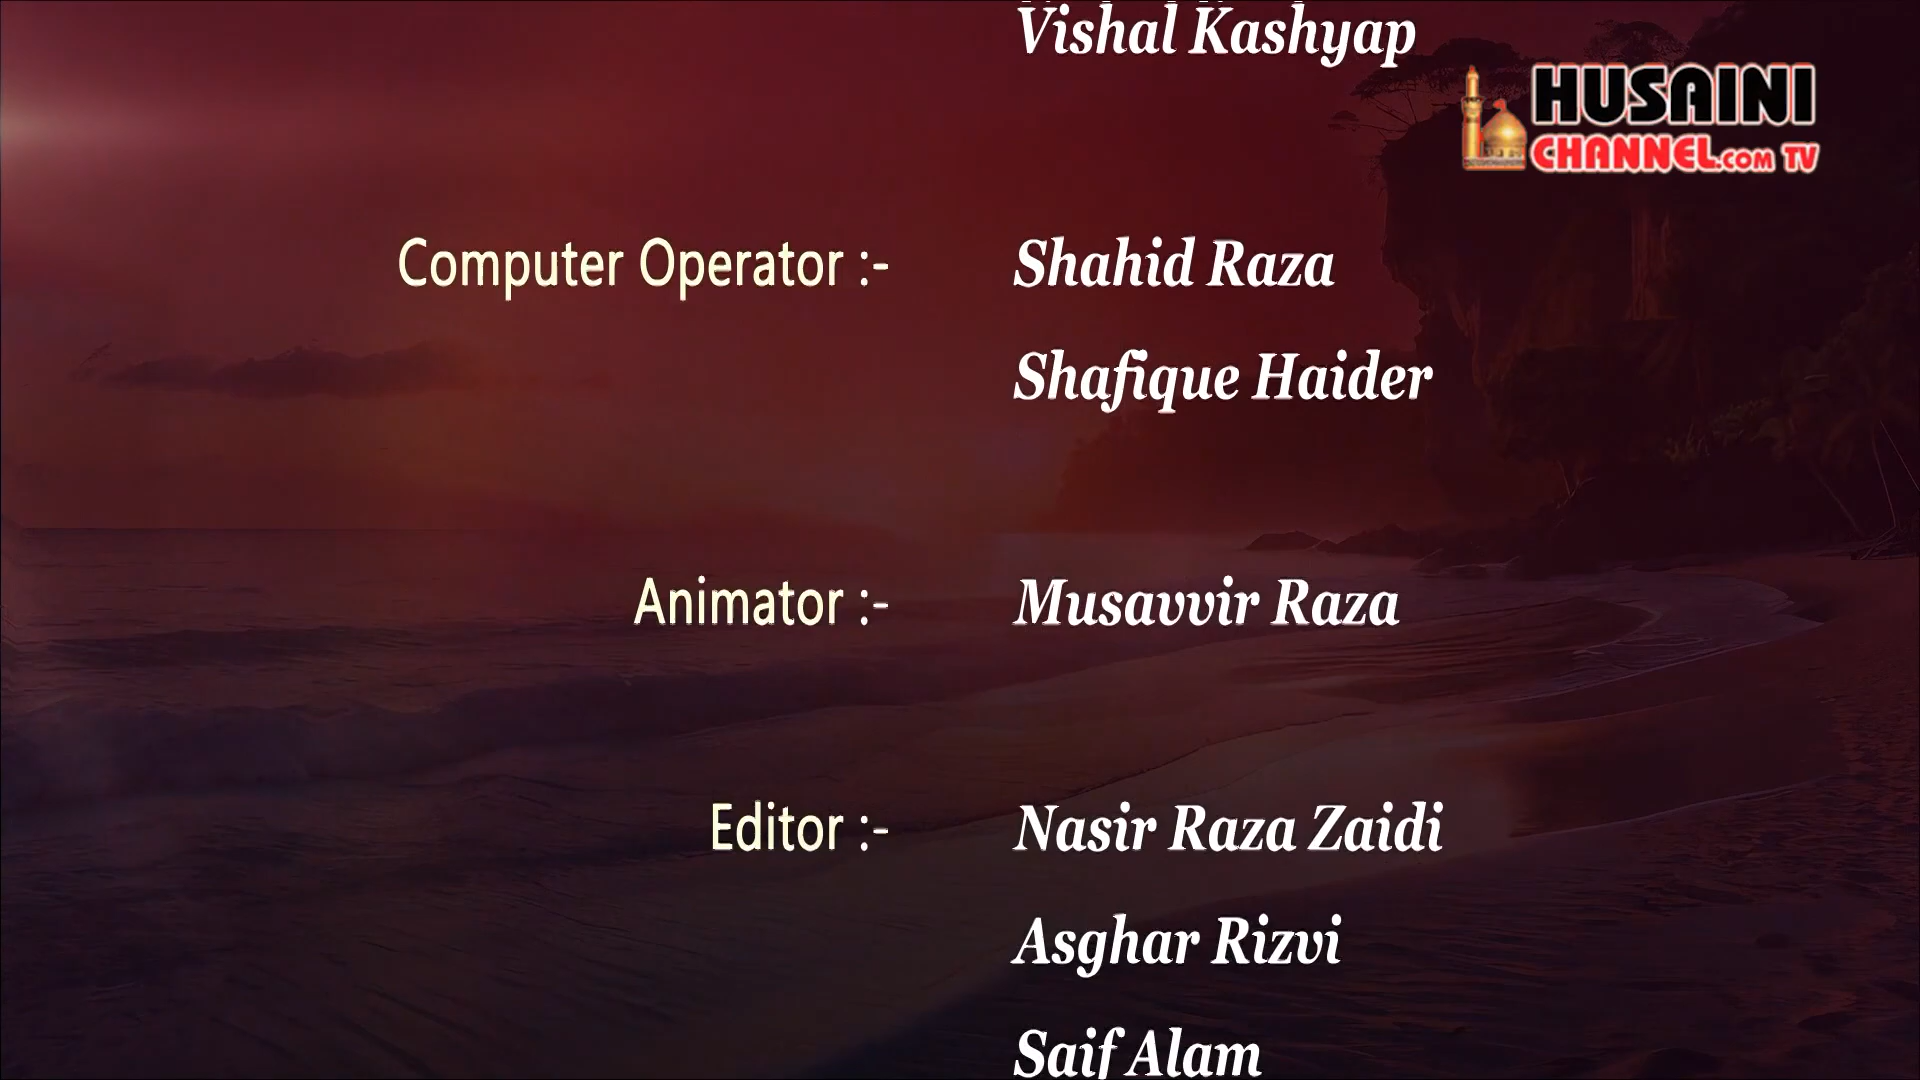 Vishal Kashyap
HUSAINI
CHANNEL.COM TV
Computer Operator :- Shahid Raza
Shafique Haider
Animator :- Musavvir Raza
Editor :- Nasir Raza Zaidi
Asghar Rizvi
Saif Alam